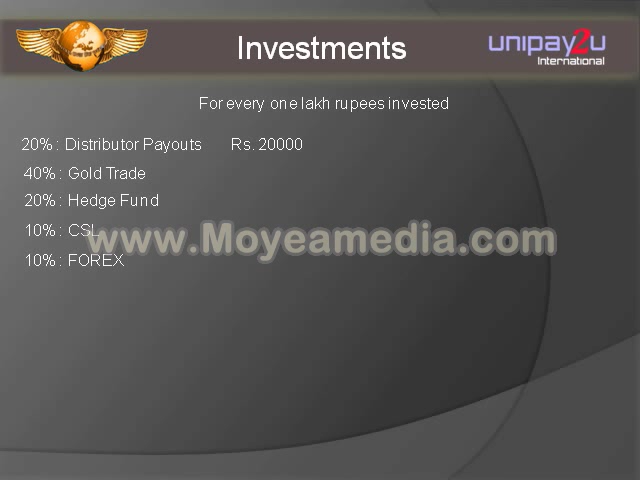 Investments
unipay2u
International
For every one lakh rupees invested
20% : Distributor Payouts Rs. 20000
40% : Gold Trade
20% : Hedge Fund
10% : CSL
www.Moyeamedia.com
10% : FOREX